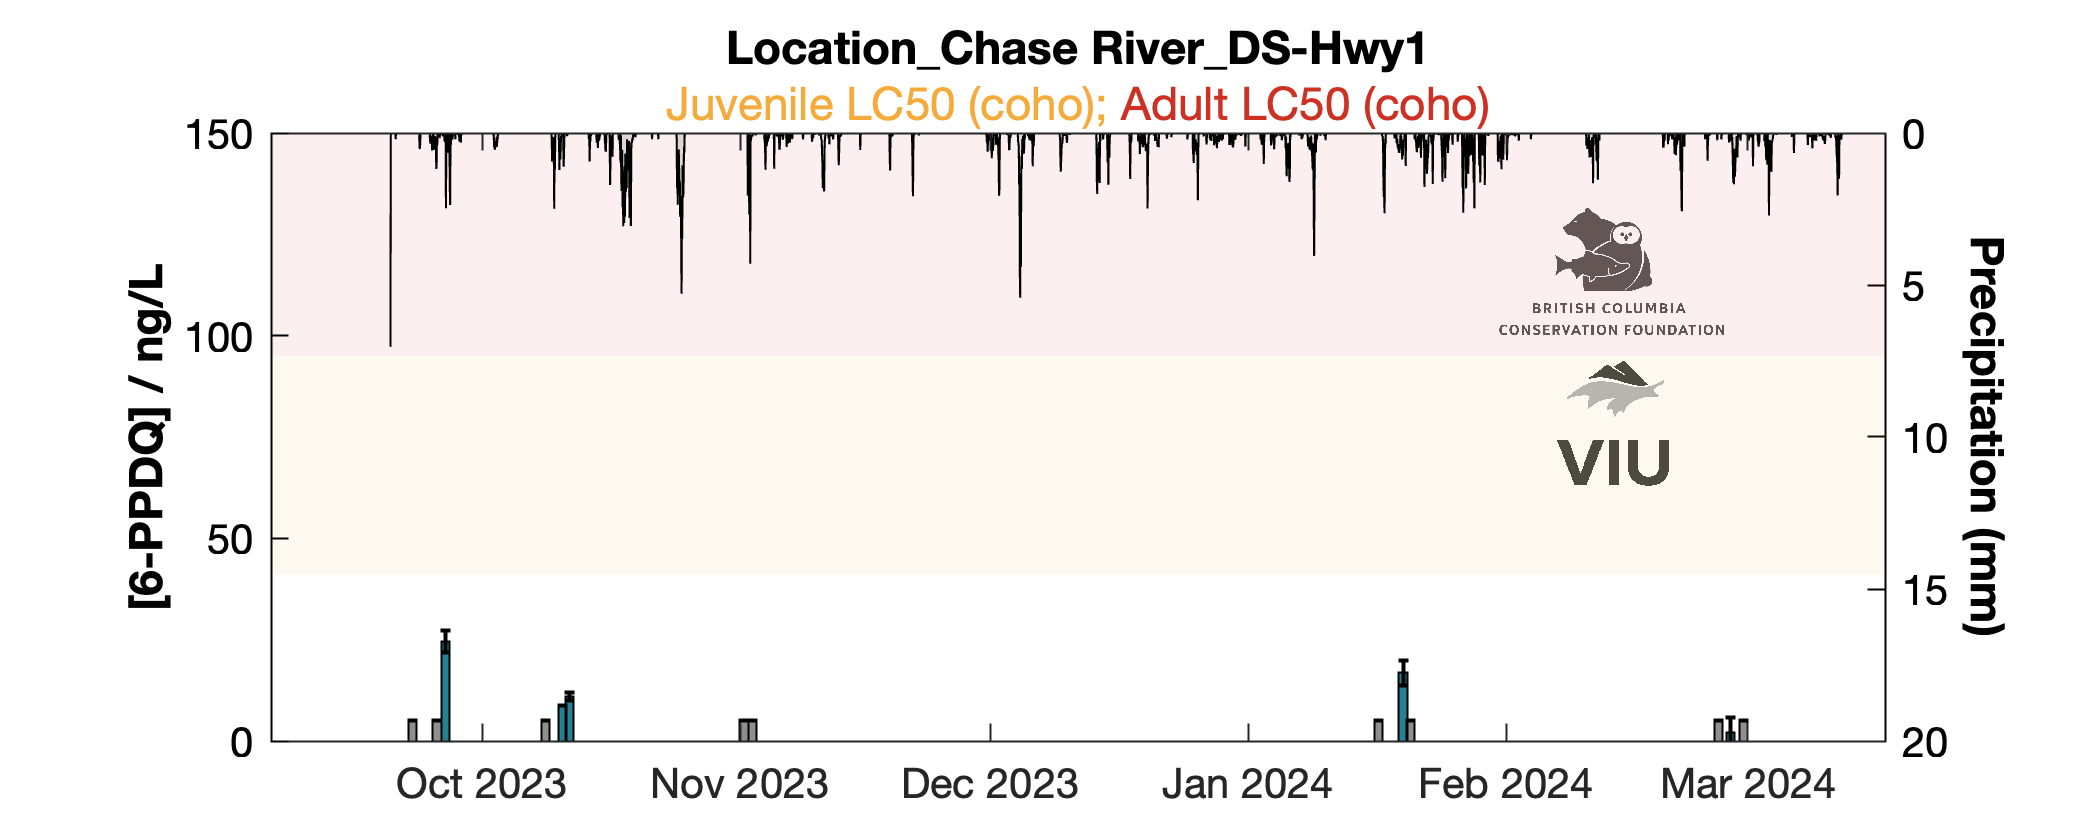 Location_Chase River_DS-Hwy1
Juvenile LC50 (coho); Adult LC50 (coho)
150
100
50
0
[6-PPDQ] / ng/L
0
5
10
15
20
Precipitation (mm)
BRITISH COLUMBIA
CONSERVATION FOUNDATION
VIU
Oct 2023
Nov 2023
Dec 2023
Jan 2024
Feb 2024
Mar 2024